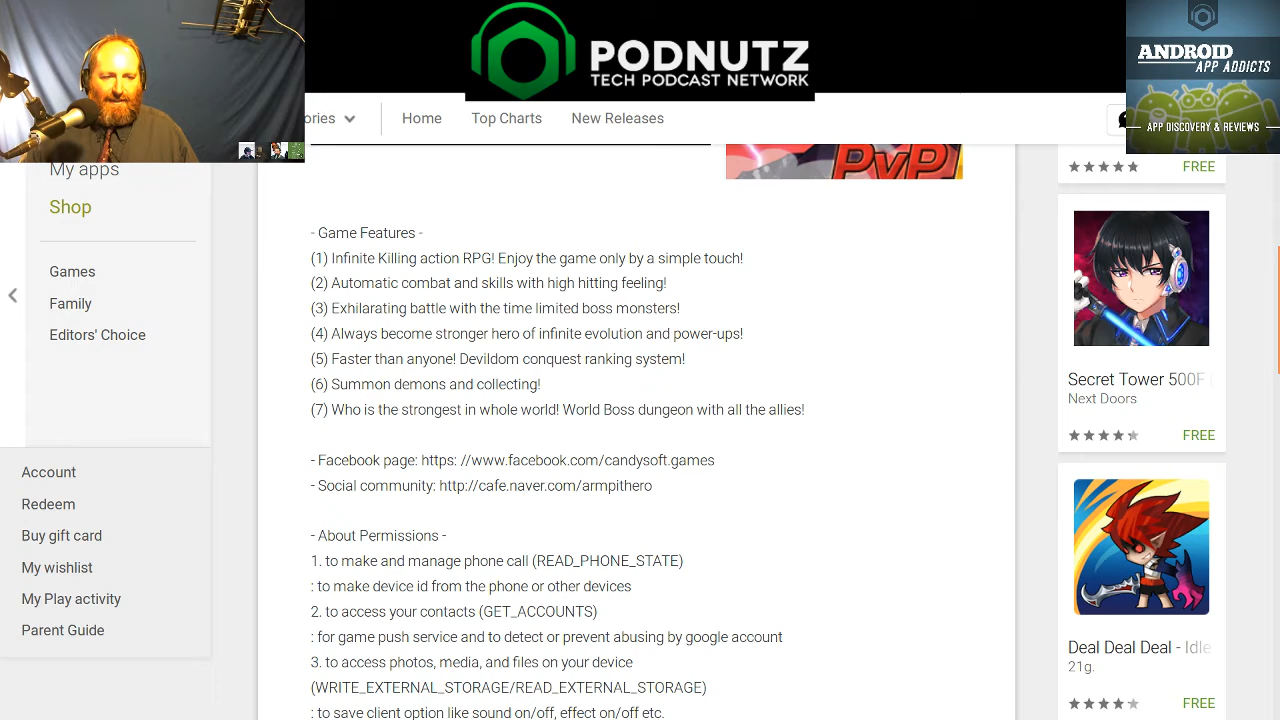 PODNUTZ
TECH PODCAST NETWORK
ANDROID
APP ADDICTS
APP DISCOVERY & REVIEWS
ories
Home
Top Charts
New Releases
My apps
Shop
Games
Family
Editors' Choice
Account
Redeem
Buy gift card
My wishlist
My Play activity
Parent Guide
PvP!
- Game Features -
(1) Infinite Killing action RPG! Enjoy the game only by a simple touch!
(2) Automatic combat and skills with high hitting feeling!
(3) Exhilarating battle with the time limited boss monsters!
(4) Always become stronger hero of infinite evolution and power-ups!
(5) Faster than anyone! Devildom conquest ranking system!
(6) Summon demons and collecting!
(7) Who is the strongest in whole world! World Boss dungeon with all the allies!
- Facebook page: https: //www.facebook.com/candysoft.games
- Social community: http://cafe.naver.com/armpithero
- About Permissions -
1. to make and manage phone call (READ_PHONE_STATE)
: to make device id from the phone or other devices
2. to access your contacts (GET_ACCOUNTS)
: for game push service and to detect or prevent abusing by google account
3. to access photos, media, and files on your device
(WRITE_EXTERNAL_STORAGE/READ_EXTERNAL_STORAGE)
: to save client option like sound on/off, effect on/off etc.
FREE
Secret Tower 500F (
Next Doors
FREE
Deal Deal Deal - Idle
21g.
FREE